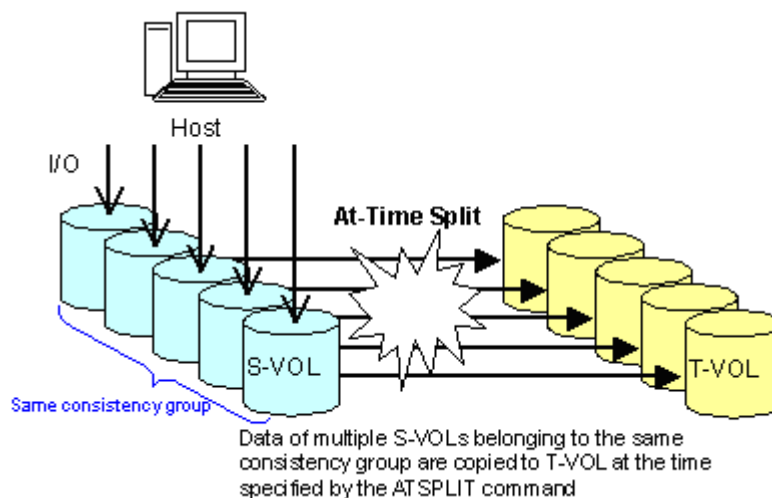 Host
I/O
At-Time Split
S-VOL
T-VOL
Same consistency group
Data of multiple S-VOLs belonging to the same
consistency group are copied to T-VOL at the time
specified by the ATSPLIT command